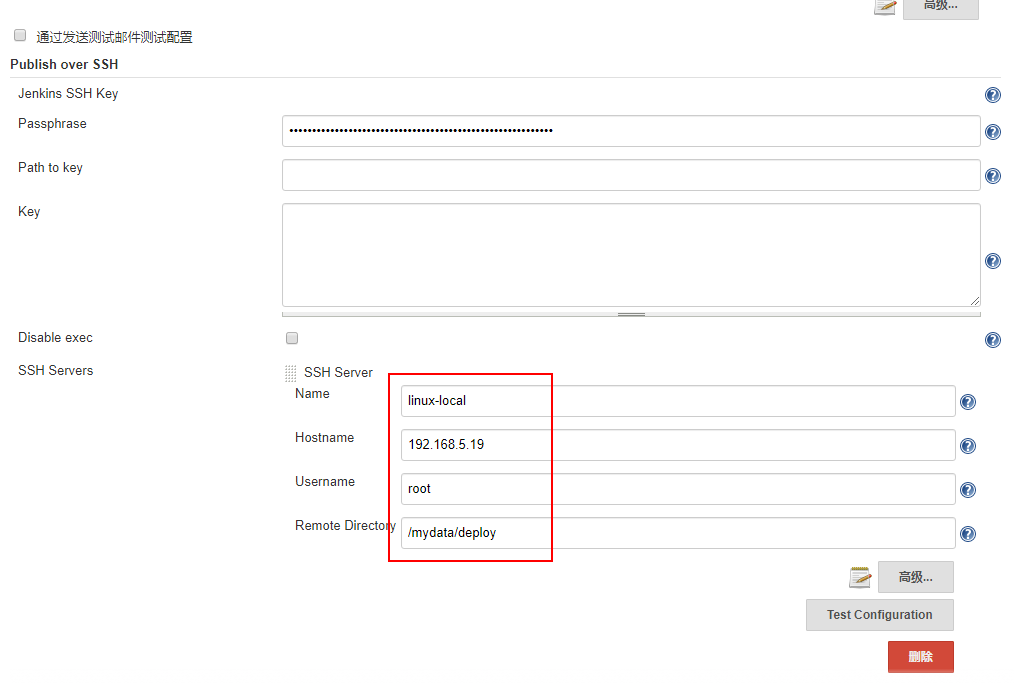 高级...
通过发送测试邮件测试配置
Publish over SSH
Jenkins SSH Key
Passphrase
••••••••••••••••••••••••••••••••••••••••••••••••••••••••••
Path to key
Key
Disable exec
SSH Servers
SSH Server
Name
linux-local
Hostname
192.168.5.19
Username
root
Remote Directory
/mydata/deploy
高级...
Test Configuration
删除